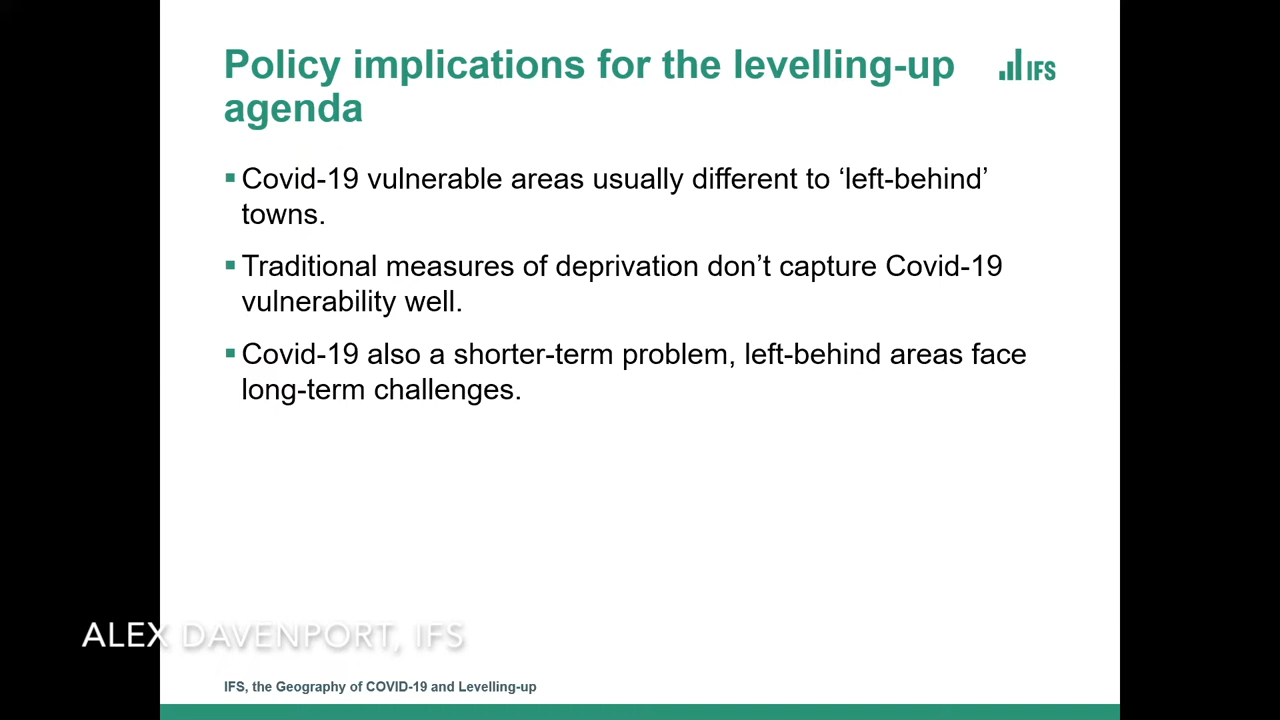 Policy implications for the levelling-up
agenda
IFS
Covid-19 vulnerable areas usually different to ‘left-behind’
towns.
Traditional measures of deprivation don’t capture Covid-19
vulnerability well.
Covid-19 also a shorter-term problem, left-behind areas face
long-term challenges.
ALEX DAVENPORT, IFS
IFS, the Geography of COVID-19 and Levelling-up